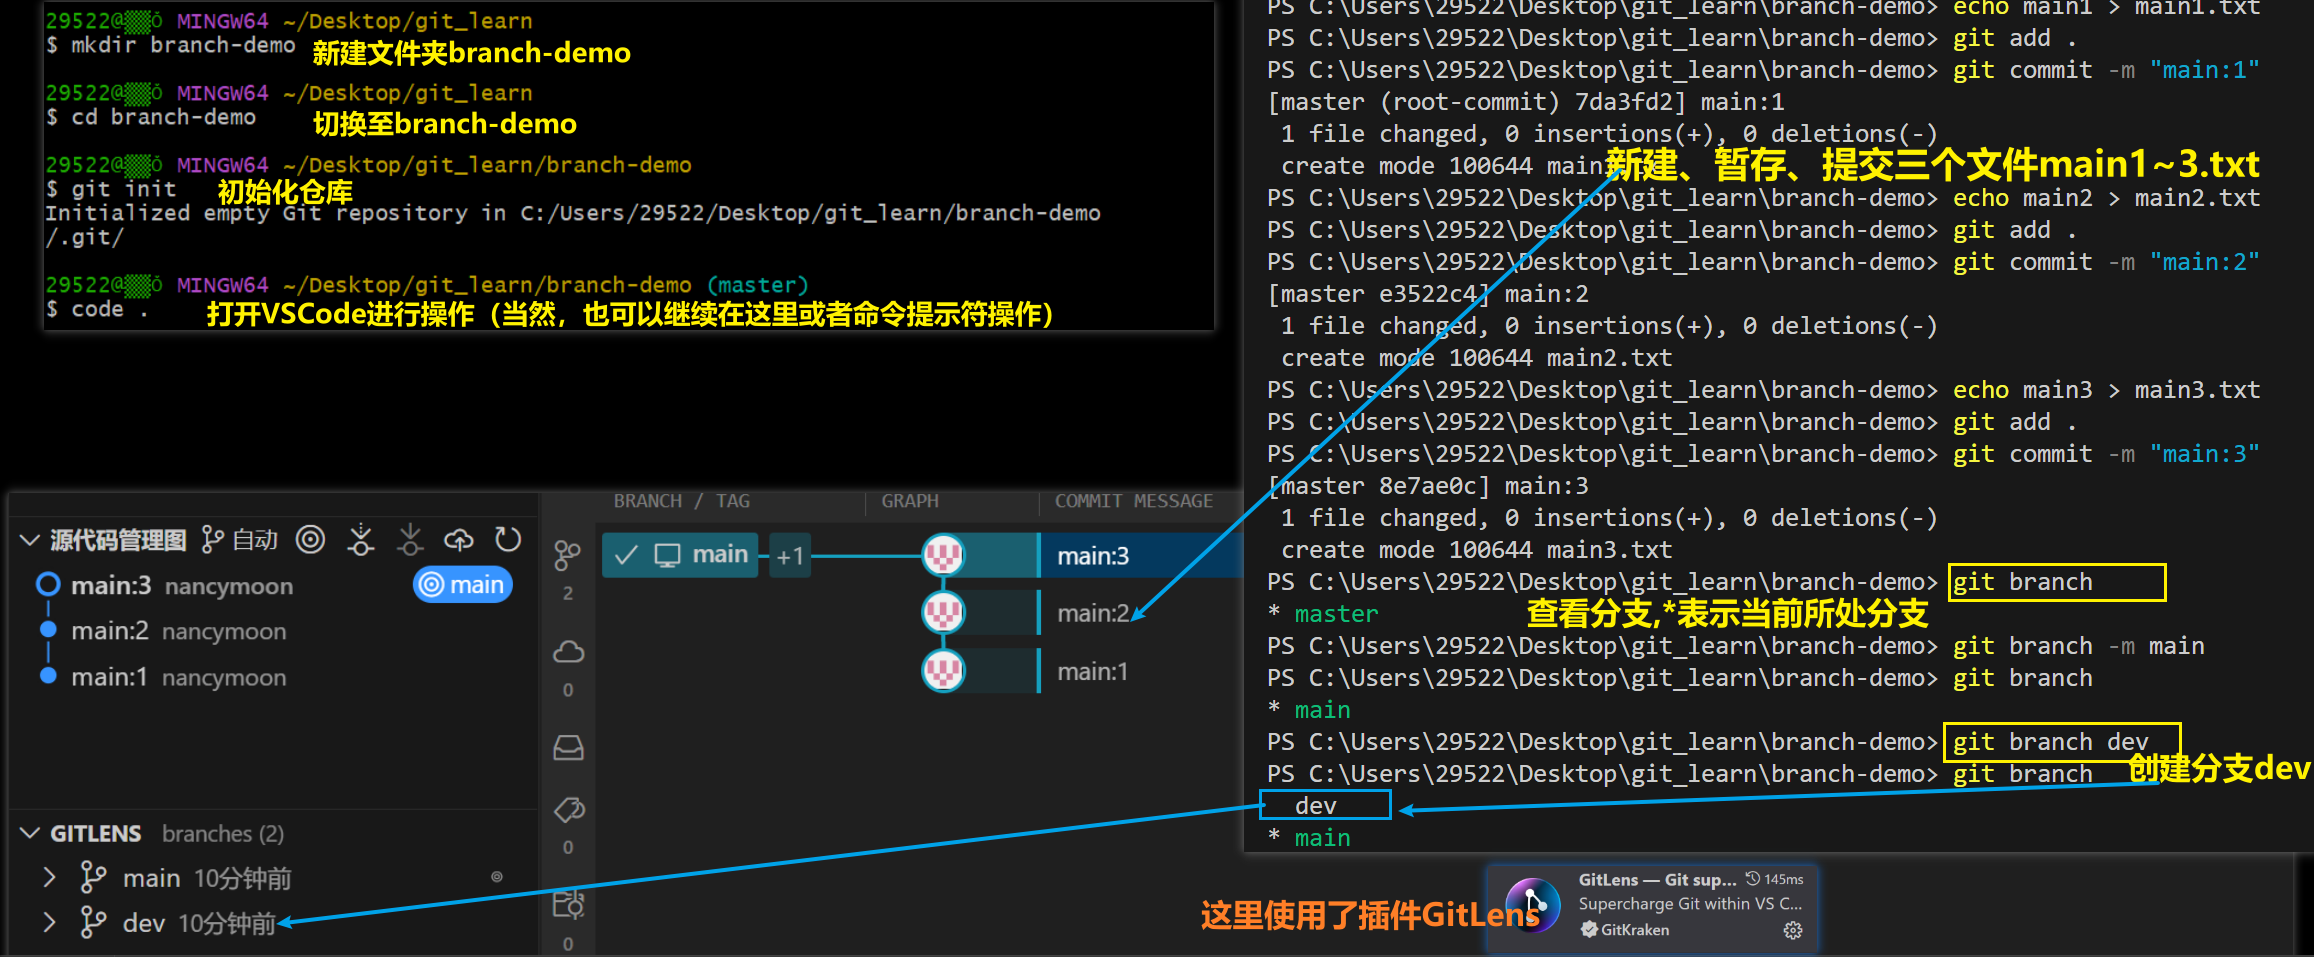 29522@▒▒ŏ MINGW64 ~/Desktop/git_learn
$ mkdir branch-demo
新建文件夹branch-demo
29522@▒▒ŏ MINGW64 ~/Desktop/git_learn
$ cd branch-demo
切换至branch-demo
29522@▒▒ŏ MINGW64 ~/Desktop/git_learn/branch-demo
$ git init
初始化仓库
Initialized empty Git repository in C:/Users/29522/Desktop/git_learn/branch-demo
/.git/
29522@▒▒ŏ MINGW64 ~/Desktop/git_learn/branch-demo (master)
$ code .
打开VSCode进行操作（当然，也可以继续在这里或者命令提示符操作）
PS C:\Users\29522\Desktop\git_learn\branch-demo> echo main1 > main1.txt
PS C:\Users\29522\Desktop\git_learn\branch-demo> git add .
PS C:\Users\29522\Desktop\git_learn\branch-demo> git commit -m "main:1"
[master (root-commit) 7da3fd2] main:1
1 file changed, 0 insertions(+), 0 deletions(-)
create mode 100644 main
新建、暂存、提交三个文件main1~3.txt
PS C:\Users\29522\Desktop\git_learn\branch-demo> echo main2 > main2.txt
PS C:\Users\29522\Desktop\git_learn\branch-demo> git add .
PS C:\Users\29522\Desktop\git_learn\branch-demo> git commit -m "main:2"
[master e3522c4] main:2
1 file changed, 0 insertions(+), 0 deletions(-)
create mode 100644 main2.txt
PS C:\Users\29522\Desktop\git_learn\branch-demo> echo main3 > main3.txt
PS C:\Users\29522\Desktop\git_learn\branch-demo> git add .
PS C:\Users\29522\Desktop\git_learn\branch-demo> git commit -m "main:3"
[master 8e7ae0c] main:3
1 file changed, 0 insertions(+), 0 deletions(-)
create mode 100644 main3.txt
PS C:\Users\29522\Desktop\git_learn\branch-demo> git branch
* master
查看分支,*表示当前所处分支
PS C:\Users\29522\Desktop\git_learn\branch-demo> git branch -m main
PS C:\Users\29522\Desktop\git_learn\branch-demo> git branch
* main
PS C:\Users\29522\Desktop\git_learn\branch-demo> git branch dev
PS C:\Users\29522\Desktop\git_learn\branch-demo> git branch
创建分支dev
dev
* main
源代码管理图 自动
main:3 nancymoon main
main:2 nancymoon
main:1 nancymoon
GITLENS branches (2)
main 10分钟前
dev 10分钟前
2
0
0
0
BRANCH / TAG GRAPH COMMIT MESSAGE
main +1 main:3
main:2
main:1
这里使用了插件GitLens
GitLens — Git sup... 145ms
Supercharge Git within VS C...
GitKraken